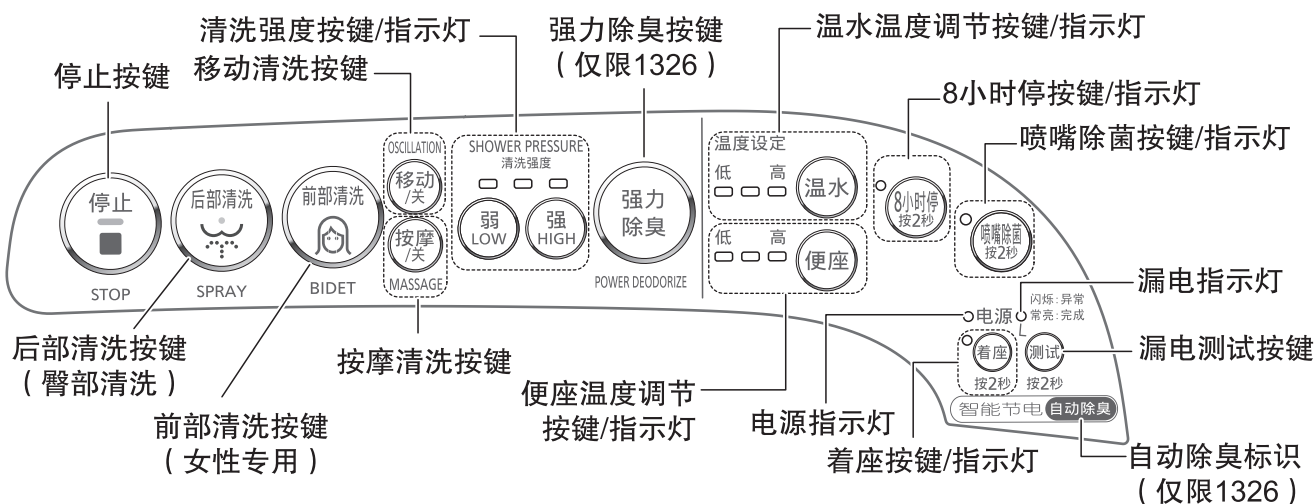 清洗强度按键/指示灯
移动清洗按键
停止按键
强力除臭按键
（仅限1326）
温水温度调节按键/指示灯
8小时停按键/指示灯
喷嘴除菌按键/指示灯
停止
STOP
后部清洗
SPRAY
前部清洗
BIDET
OSCILLATION
移动
/关
按摩
/关
MASSAGE
SHOWER PRESSURE
清洗强度
弱
LOW
强
HIGH
强力
除臭
POWER DEODORIZE
温度设定
低 高
温水
低 高
便座
8小时停
按2秒
喷嘴除菌
按2秒
闪烁:异常
电源 常亮:完成
着座
按2秒
测试
按2秒
智能节电 自动除臭
漏电指示灯
漏电测试按键
后部清洗按键
（臀部清洗）
前部清洗按键
（女性专用）
按摩清洗按键
便座温度调节
按键/指示灯
电源指示灯
着座按键/指示灯
自动除臭标识
（仅限1326）